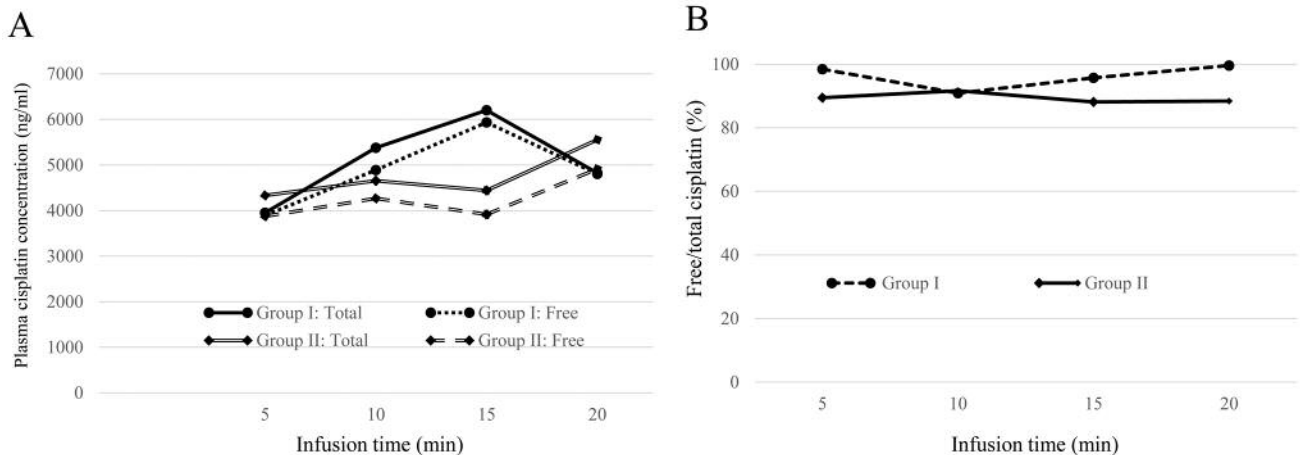 A
Plasma cisplatin concentration (ng/ml)
7000
6000
5000
4000
3000
2000
1000
0
Group I: Total
Group I: Free
Group II: Total
Group II: Free
5
10
15
20
Infusion time (min)
B
Free/total cisplatin (%)
100
80
60
40
20
0
Group I
Group II
5
10
15
20
Infusion time (min)